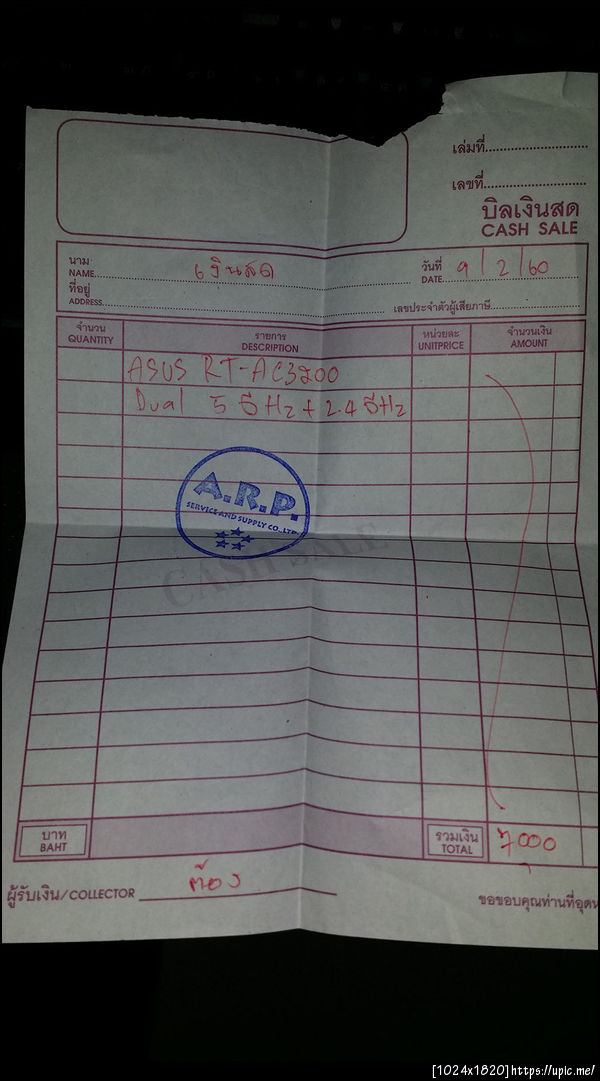 เล่มที่
เลขที่
บิลเงินสด
CASH SALE
นาม
NAME เงินสด
วันที่
DATE 9/2/60
ที่อยู่
ADDRESS
เลขประจำตัวผู้เสียภาษี
จำนวน รายการ หน่วยละ จำนวนเงิน
QUANTITY DESCRIPTION UNITPRICE AMOUNT
ASUS RT-AC3200
Dual 5 GHz + 2.4 GHz
A.R.P.
SERVICE AND SUPPLY CO.,LTD.
CASH SALE
บาท
BAHT
รวมเงิน
TOTAL 7000
ผู้รับเงิน/COLLECTOR ต้อง
ขอขอบคุณท่านที่อุดห
[1024x1820]https://upic.me/